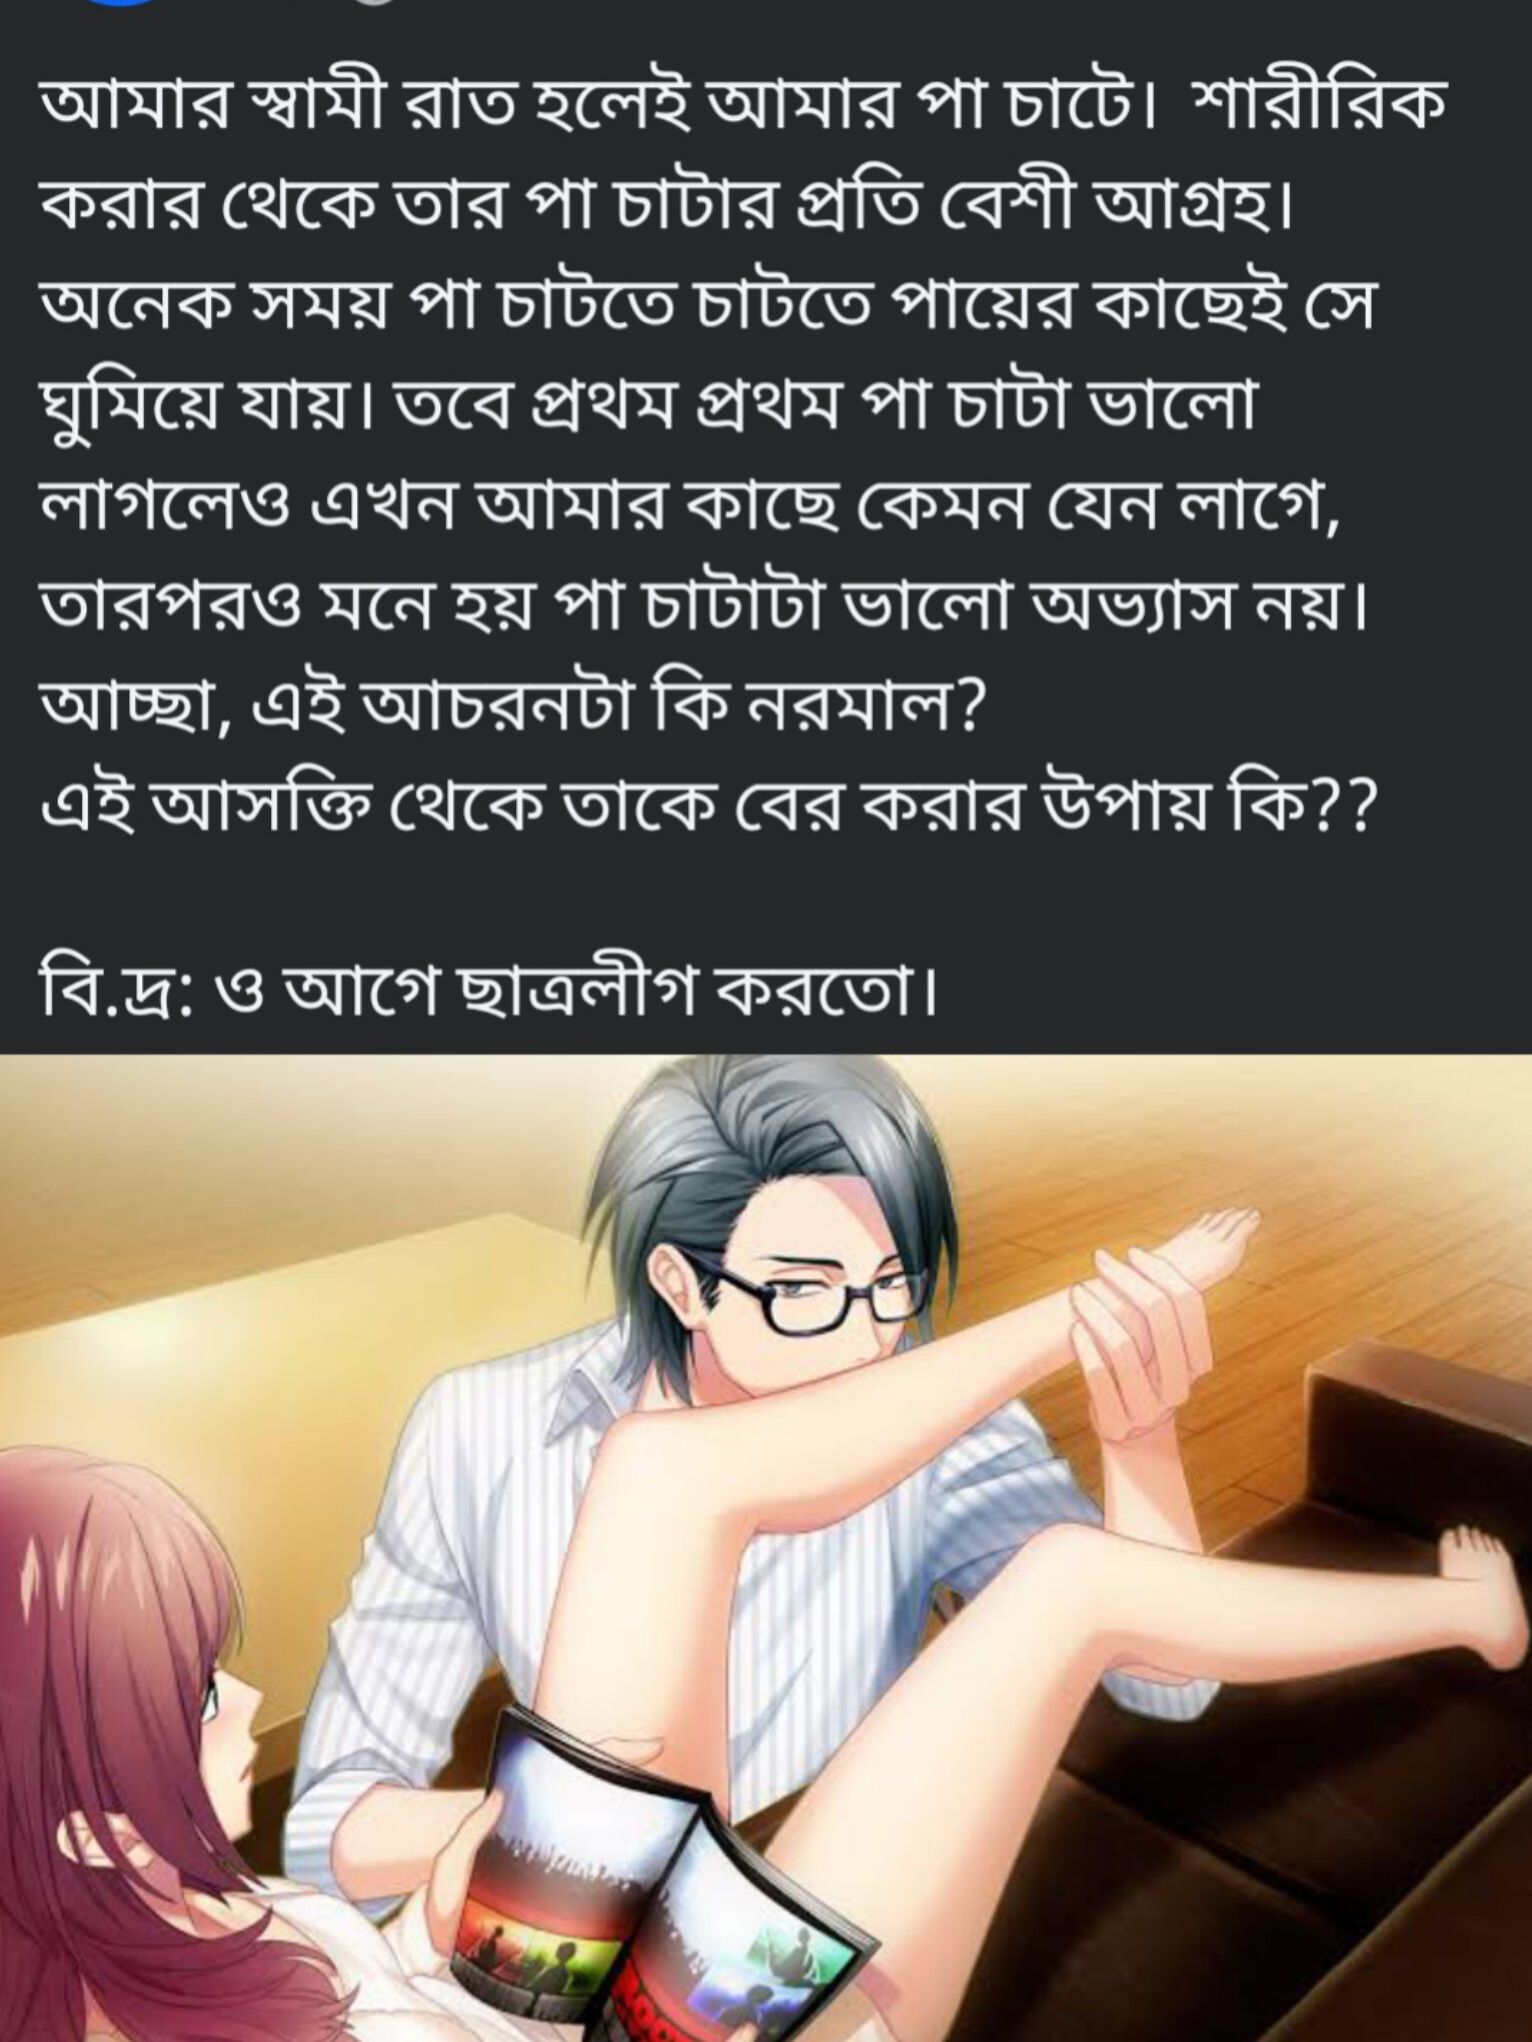 আমার স্বামী রাত হলেই আমার পা চাটে। শারীরিক
করার থেকে তার পা চাটার প্রতি বেশী আগ্রহ।
অনেক সময় পা চাটতে চাটতে পায়ের কাছেই সে
ঘুমিয়ে যায়। তবে প্রথম প্রথম পা চাটা ভালো
লাগলেও এখন আমার কাছে কেমন যেন লাগে,
তারপরও মনে হয় পা চাটাটা ভালো অভ্যাস নয়।
আচ্ছা, এই আচরনটা কি নরমাল?
এই আসক্তি থেকে তাকে বের করার উপায় কি??
বি.দ্র: ও আগে ছাত্রলীগ করতো।